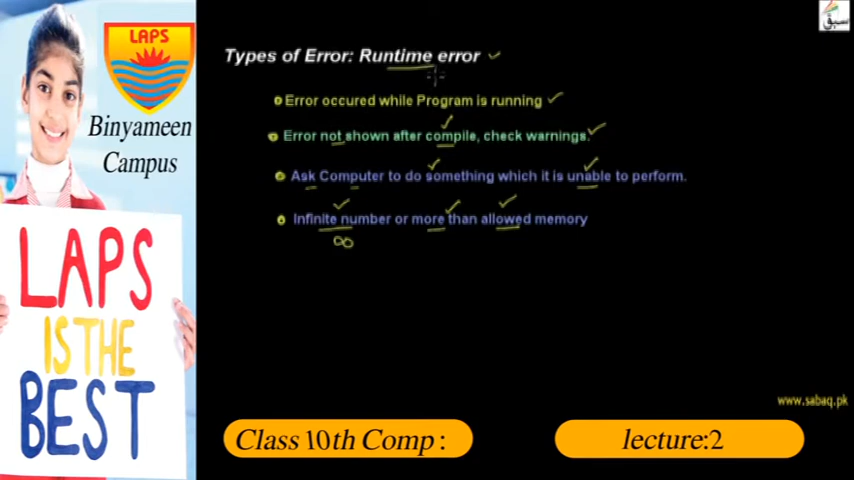 LAPS
Binyameen
Campus
LAPS
IS THE
BEST
Types of Error: Runtime error
Error occured while Program is running
Error not shown after compile, check warnings.
Ask Computer to do something which it is unable to perform.
Infinite number or more than allowed memory
∞
سبق
www.sabaq.pk
Class 10th Comp :
lecture:2